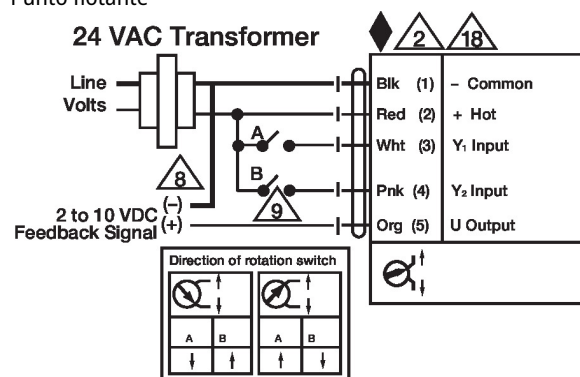 Punto flotante
24 VAC Transformer
2
18
Line
Volts
Blk (1) – Common
Red (2) + Hot
A
Wht (3) Y₁ Input
B
Pnk (4) Y₂ Input
8
9
2 to 10 VDC (–)
Feedback Signal (+)
Org (5) U Output
Direction of rotation switch
A B A B